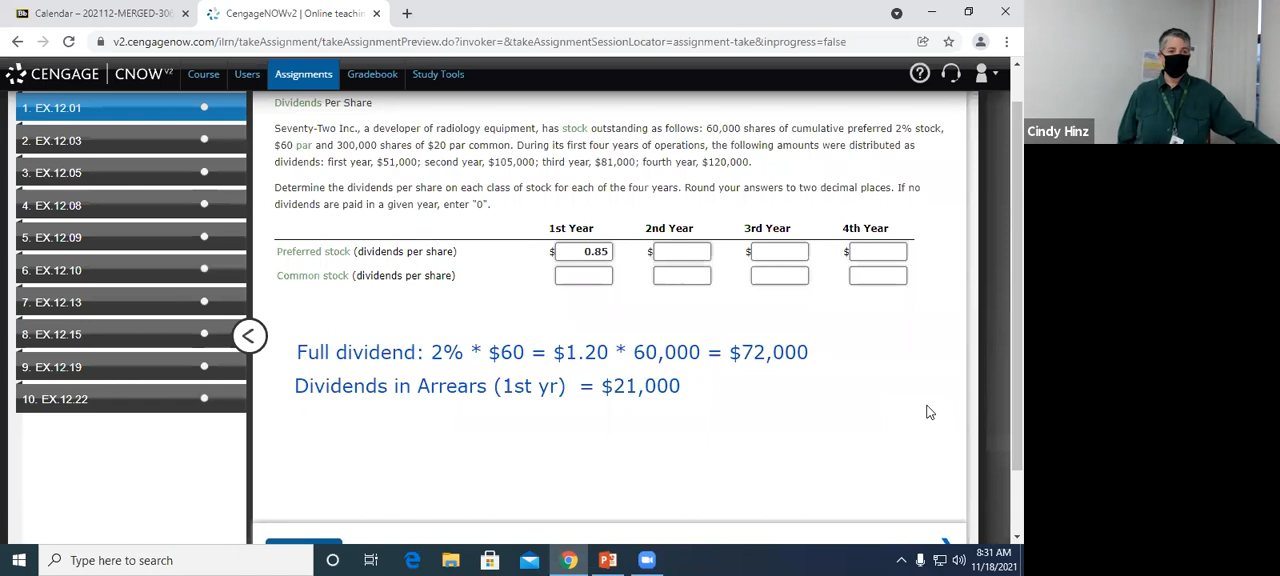 Calendar – 202112-MERGED-306
CengageNOWv2 | Online teachin
v2.cengagenow.com/ilrn/takeAssignment/takeAssignmentPreview.do?invoker=&takeAssignmentSessionLocator=assignment-take&inprogress=false
CENGAGE | CNOWv2 Course Users Assignments Gradebook Study Tools
1. EX.12.01
2. EX.12.03
3. EX.12.05
4. EX.12.08
5. EX.12.09
6. EX.12.10
7. EX.12.13
8. EX.12.15
9. EX.12.19
10. EX.12.22
Dividends Per Share
Seventy-Two Inc., a developer of radiology equipment, has stock outstanding as follows: 60,000 shares of cumulative preferred 2% stock,
$60 par and 300,000 shares of $20 par common. During its first four years of operations, the following amounts were distributed as
dividends: first year, $51,000; second year, $105,000; third year, $81,000; fourth year, $120,000.
Determine the dividends per share on each class of stock for each of the four years. Round your answers to two decimal places. If no
dividends are paid in a given year, enter "0".
1st Year 2nd Year 3rd Year 4th Year
Preferred stock (dividends per share) $ 0.85 $ $ $
Common stock (dividends per share)
Full dividend: 2% * $60 = $1.20 * 60,000 = $72,000
Dividends in Arrears (1st yr) = $21,000
Cindy Hinz
Type here to search
8:31 AM
11/18/2021